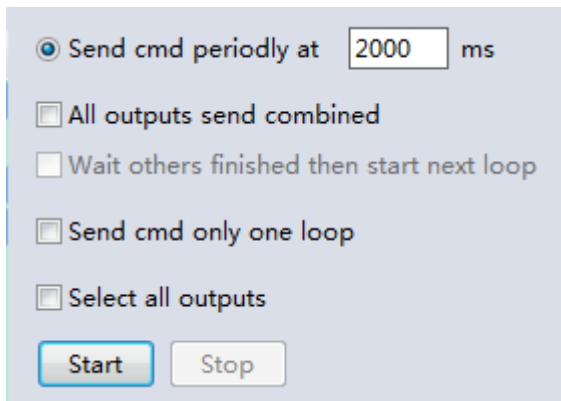 Send cmd periodly at 2000 ms
All outputs send combined
Wait others finished then start next loop
Send cmd only one loop
Select all outputs
Start Stop